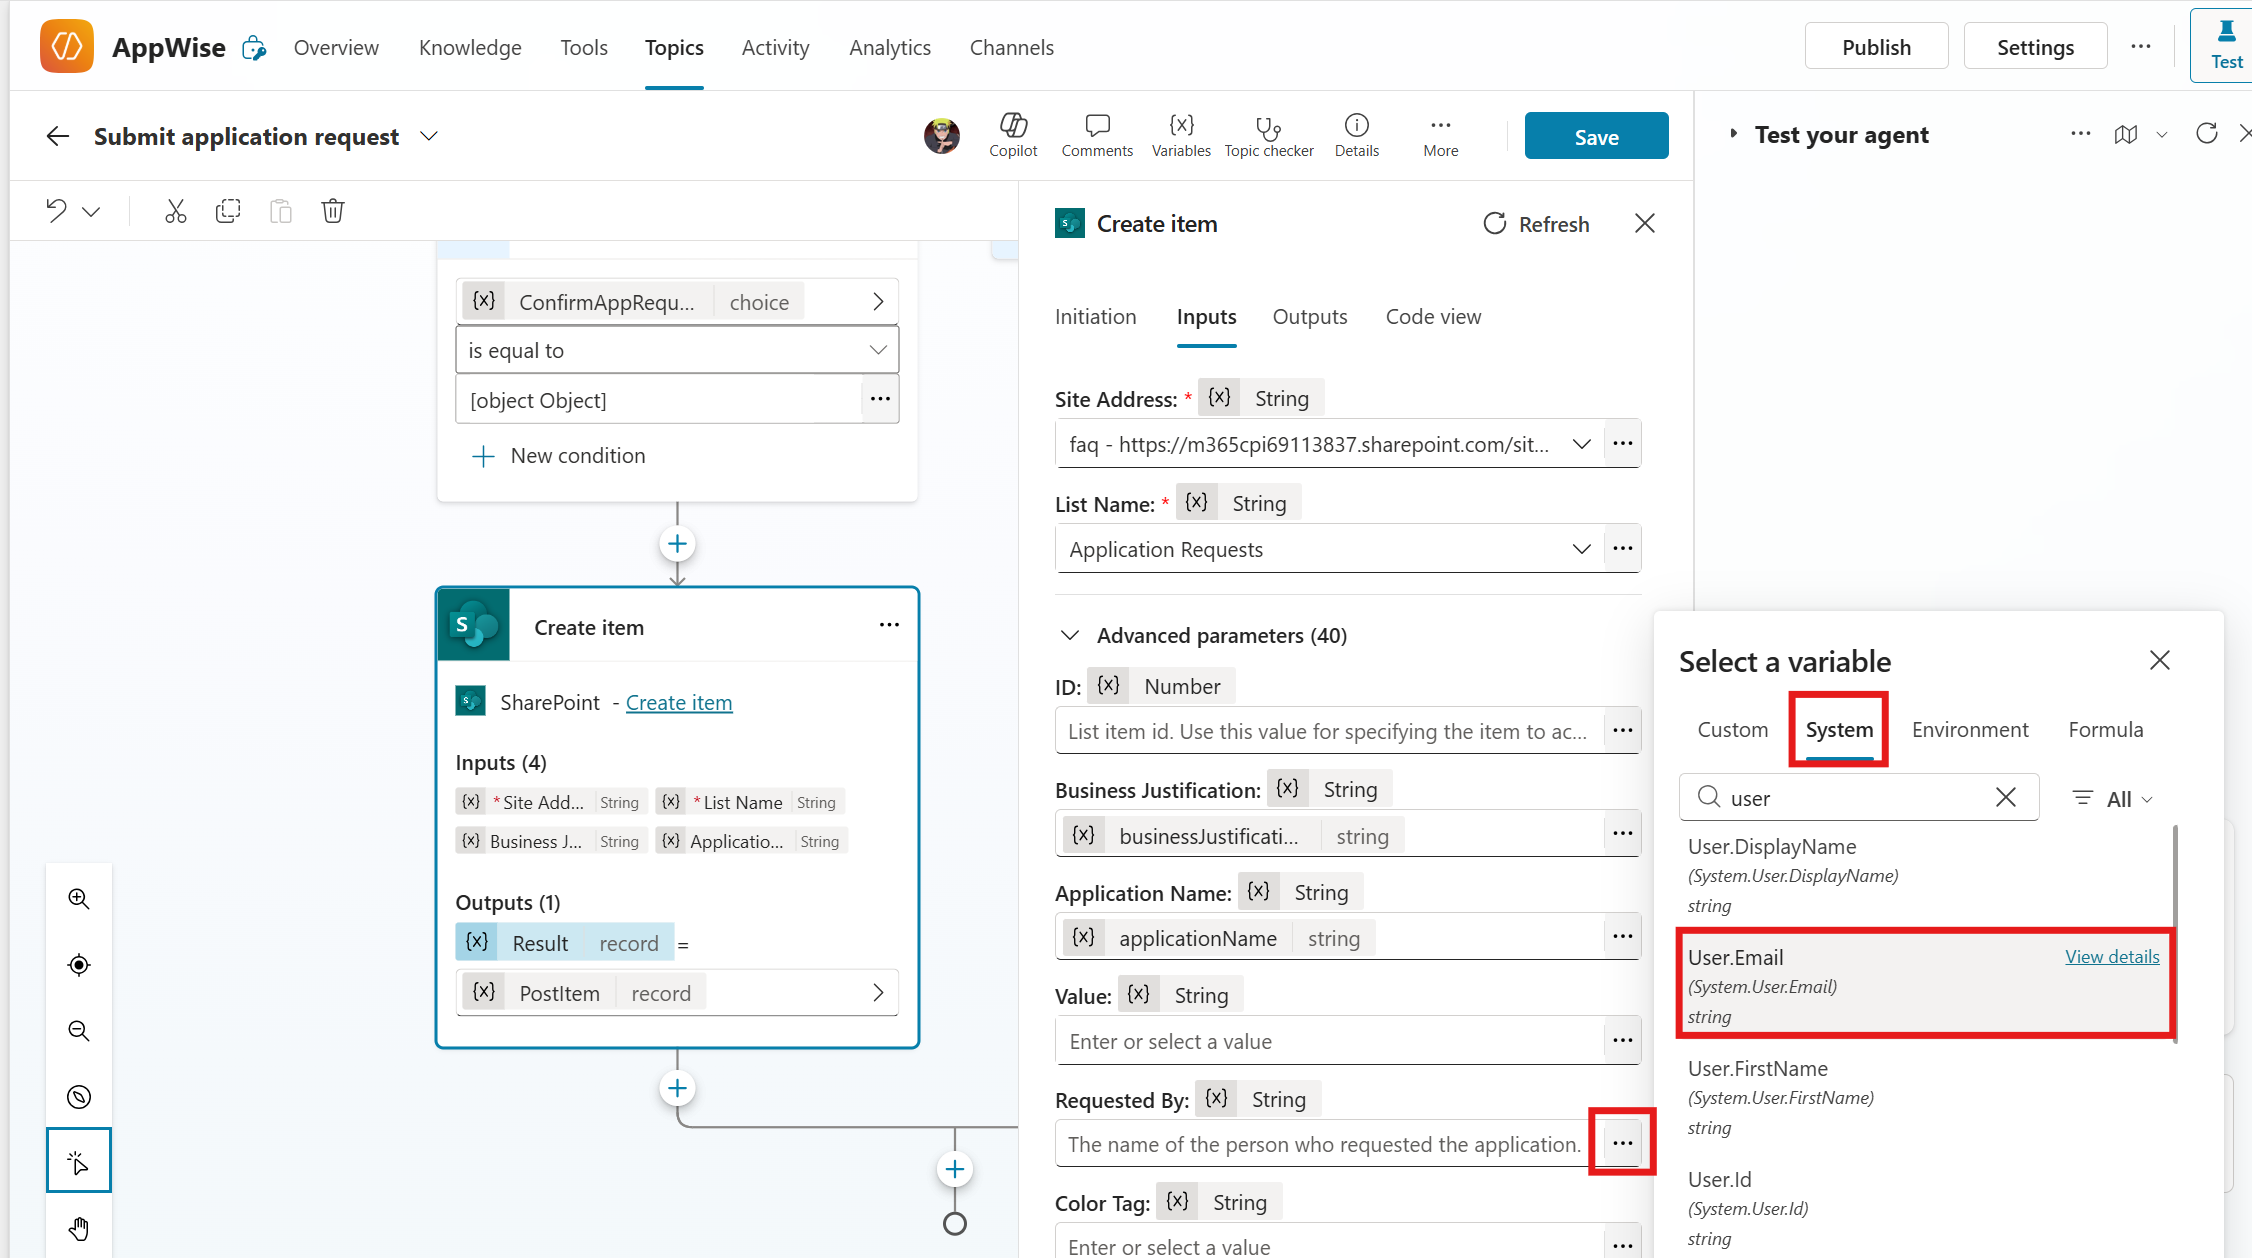 AppWise
Overview
Knowledge
Tools
Topics
Activity
Analytics
Channels
Publish
Settings
Test
Submit application request
Copilot
Comments
Variables
Topic checker
Details
More
Save
Test your agent
{x} ConfirmAppRequ... choice
is equal to
[object Object]
New condition
Create item
SharePoint - Create item
Inputs (4)
{x} *Site Add... String {x} *List Name String
{x} Business J... String {x} Applicatio... String
Outputs (1)
{x} Result record =
{x} PostItem record
Create item
Refresh
Initiation Inputs Outputs Code view
Site Address: * {x} String
faq - https://m365cpi69113837.sharepoint.com/sit...
List Name: * {x} String
Application Requests
Advanced parameters (40)
ID: {x} Number
List item id. Use this value for specifying the item to ac...
Business Justification: {x} String
{x} businessJustificati... string
Application Name: {x} String
{x} applicationName string
Value: {x} String
Enter or select a value
Requested By: {x} String
The name of the person who requested the application.
Color Tag: {x} String
Enter or select a value
Select a variable
Custom System Environment Formula
user
All
User.DisplayName
(System.User.DisplayName)
string
User.Email View details
(System.User.Email)
string
User.FirstName
(System.User.FirstName)
string
User.Id
(System.User.Id)
string